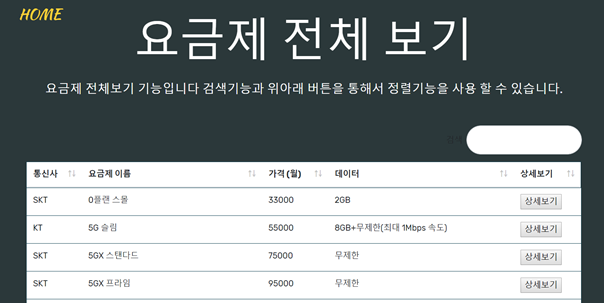 HOME
요금제 전체 보기
요금제 전체보기 기능입니다 검색기능과 위아래 버튼을 통해서 정렬기능을 사용 할 수 있습니다.
통신사 요금제 이름 가격 (월) 데이터 상세보기
SKT 0플랜 스몰 33000 2GB 상세보기
KT 5G 슬림 55000 8GB+무제한(최대 1Mbps 속도) 상세보기
SKT 5GX 스탠다드 75000 무제한 상세보기
SKT 5GX 프라임 95000 무제한 상세보기